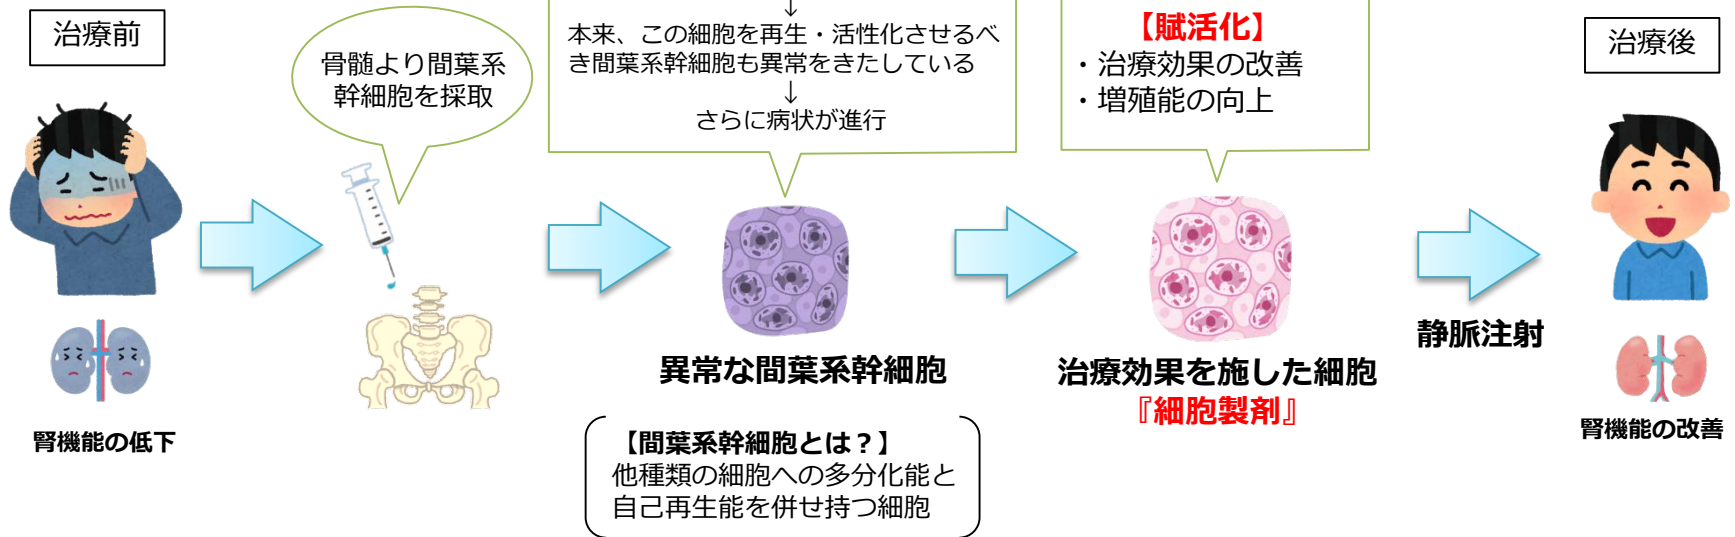 治療前
骨髄より間葉系
幹細胞を採取
↓
本来、この細胞を再生・活性化させるべ
き間葉系幹細胞も異常をきたしている
↓
さらに病状が進行
【賦活化】
・治療効果の改善
・増殖能の向上
治療後
異常な間葉系幹細胞
治療効果を施した細胞
『細胞製剤』
静脈注射
腎機能の低下
【間葉系幹細胞とは？】
他種類の細胞への多分化能と
自己再生能を併せ持つ細胞
腎機能の改善